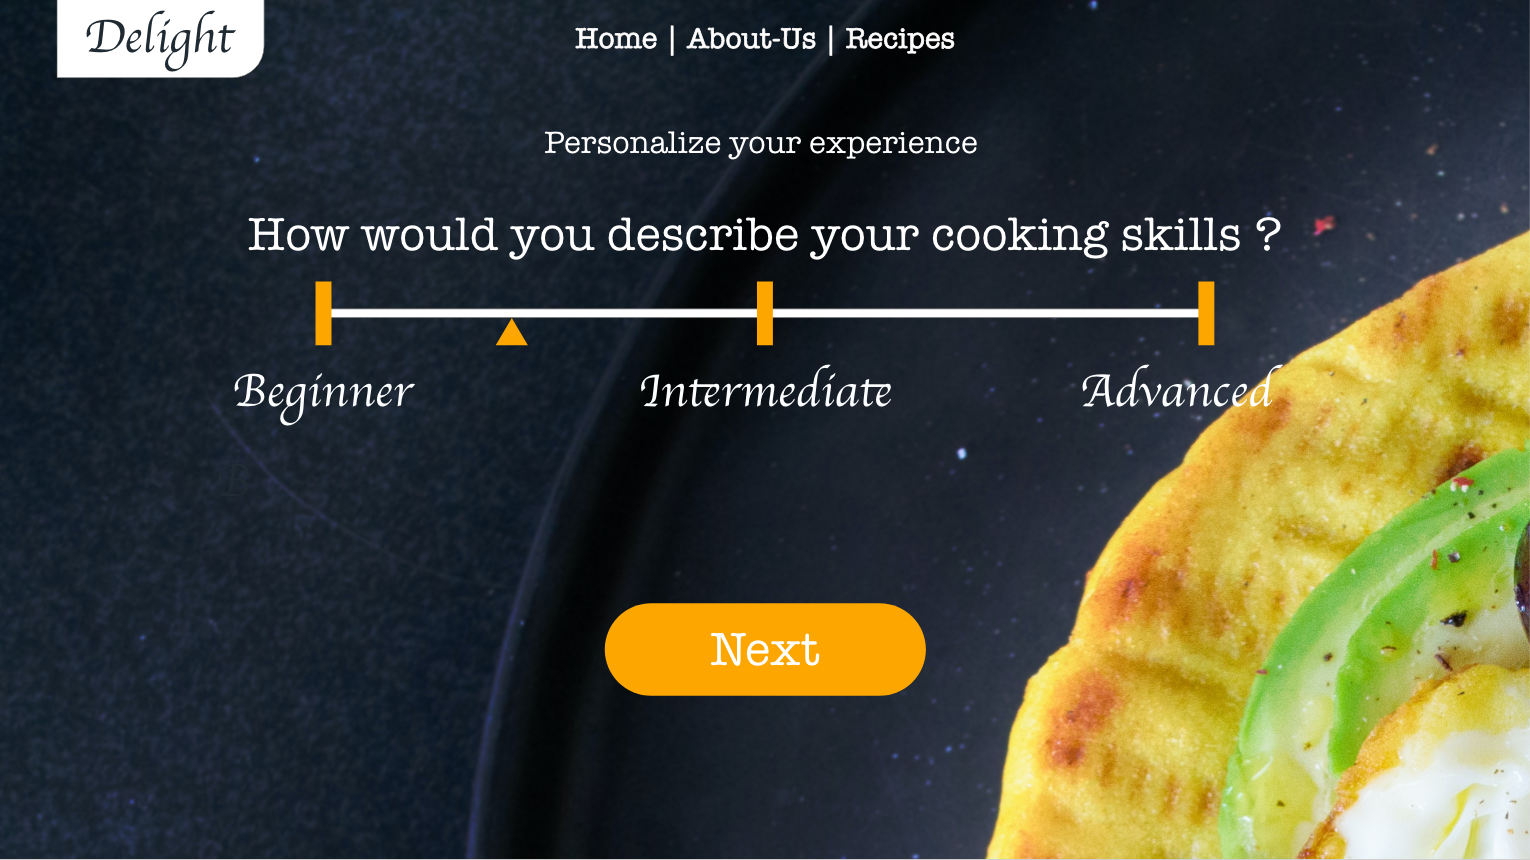 Delight
Home | About-Us | Recipes
Personalize your experience
How would you describe your cooking skills ?
Beginner Intermediate Advanced
Next